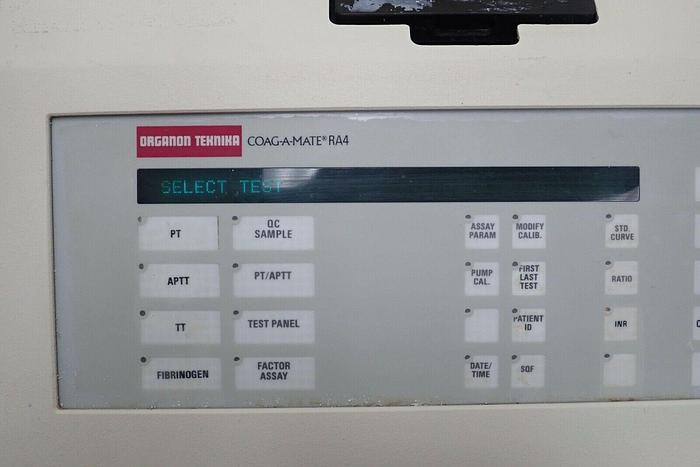 ORGANON TEKNIKA COAG-A-MATE® RA4
SELECT TEST
PT
QC
SAMPLE
ASSAY
PARAM
MODIFY
CALIB.
STD.
CURVE
APTT
PT/APTT
PUMP
CAL.
FIRST
LAST
TEST
RATIO
TT
TEST PANEL
PATIENT
ID
INR
FIBRINOGEN
FACTOR
ASSAY
DATE/
TIME
SQF